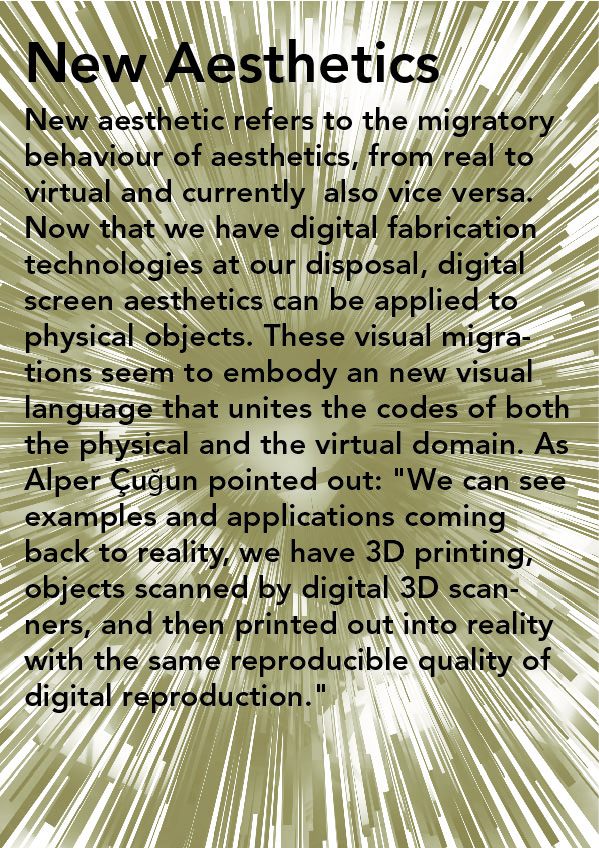 New Aesthetics
New aesthetic refers to the migratory
behaviour of aesthetics, from real to
virtual and currently  also vice versa.
Now that we have digital fabrication
technologies at our disposal, digital
screen aesthetics can be applied to
physical objects. These visual migra-
tions seem to embody an new visual
language that unites the codes of both
the physical and the virtual domain. As
Alper Çuğun pointed out: "We can see
examples and applications coming
back to reality, we have 3D printing,
objects scanned by digital 3D scan-
ners, and then printed out into reality
with the same reproducible quality of
digital reproduction."